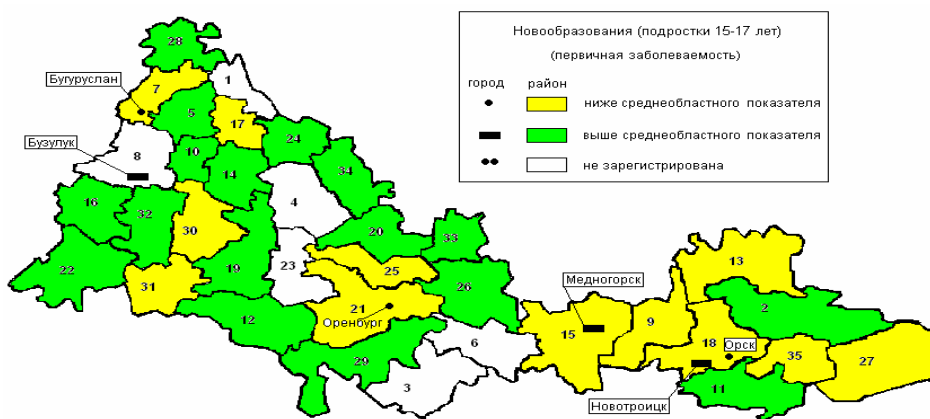 Новообразования (подростки 15-17 лет)
(первичная заболеваемость)
город район
ниже среднеобластного показателя
выше среднеобластного показателя
не зарегистрирована
28
Бугуруслан
7
1
5
17
24
Бузулук
8
10
14
34
16
32
4
30
20
33
22
19
23
25
31
26
12
21
Оренбург
29
6
3
Медногорск
13
2
15
9
18
Орск
35
27
11
Новотроицк